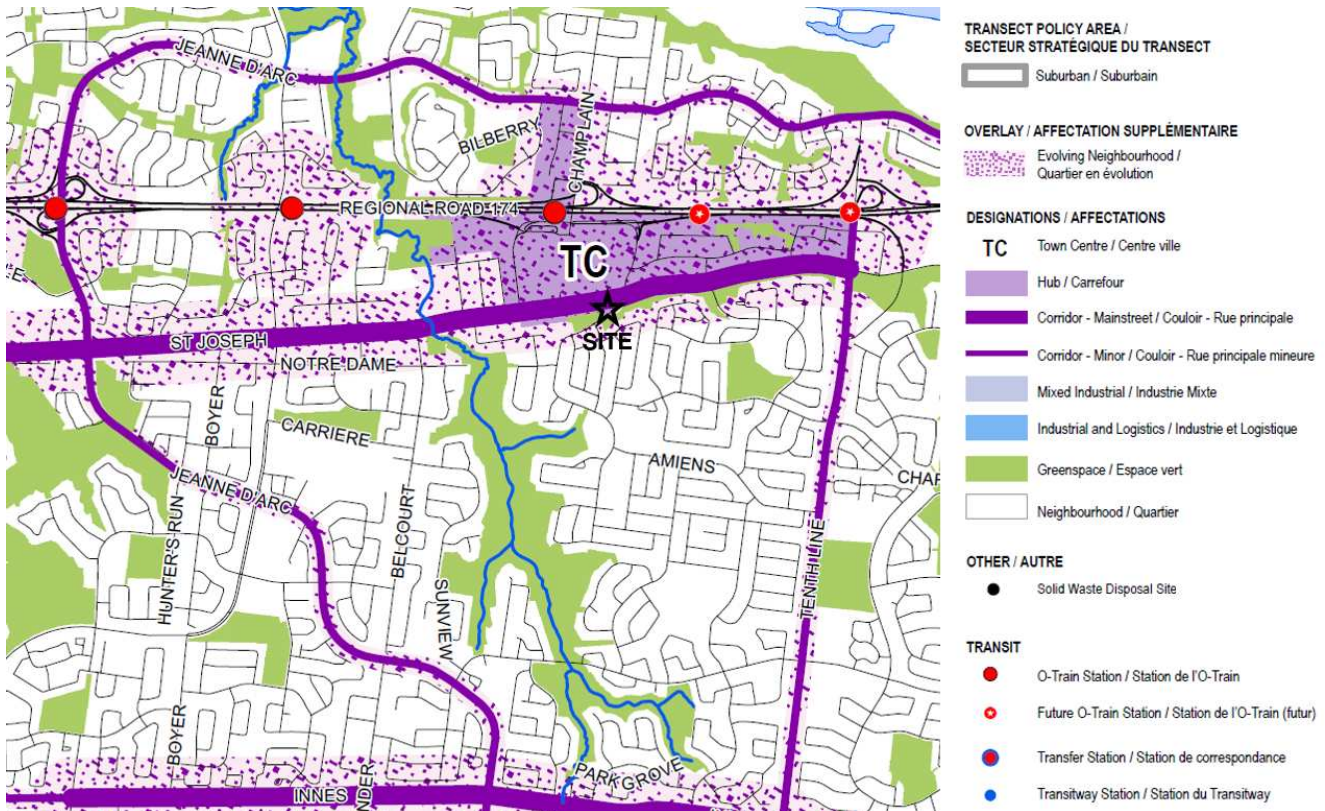 JEANNE D'ARC
BILBERRY
CHAMPLAIN
REGIONAL ROAD 174
TC
SITE
ST JOSEPH
NOTRE DAME
BOYER
CARRIERE
AMIENS
JEANNE D'ARC
HUNTER'S RUN
BELCOURT
SUNVIEW
TENTH LINE
BOYER
PARKGROVE
INNES
TRANSECT POLICY AREA /
SECTEUR STRATÉGIQUE DU TRANSECT
Suburban / Suburbain
OVERLAY / AFFECTATION SUPPLÉMENTAIRE
Evolving Neighbourhood /
Quartier en évolution
DESIGNATIONS / AFFECTATIONS
TC Town Centre / Centre ville
Hub / Carrefour
Corridor - Mainstreet / Couloir - Rue principale
Corridor - Minor / Couloir - Rue principale mineure
Mixed Industrial / Industrie Mixte
Industrial and Logistics / Industrie et Logistique
Greenspace / Espace vert
Neighbourhood / Quartier
OTHER / AUTRE
Solid Waste Disposal Site
TRANSIT
O-Train Station / Station de l'O-Train
Future O-Train Station / Station de l'O-Train (futur)
Transfer Station / Station de correspondance
Transitway Station / Station du Transitway